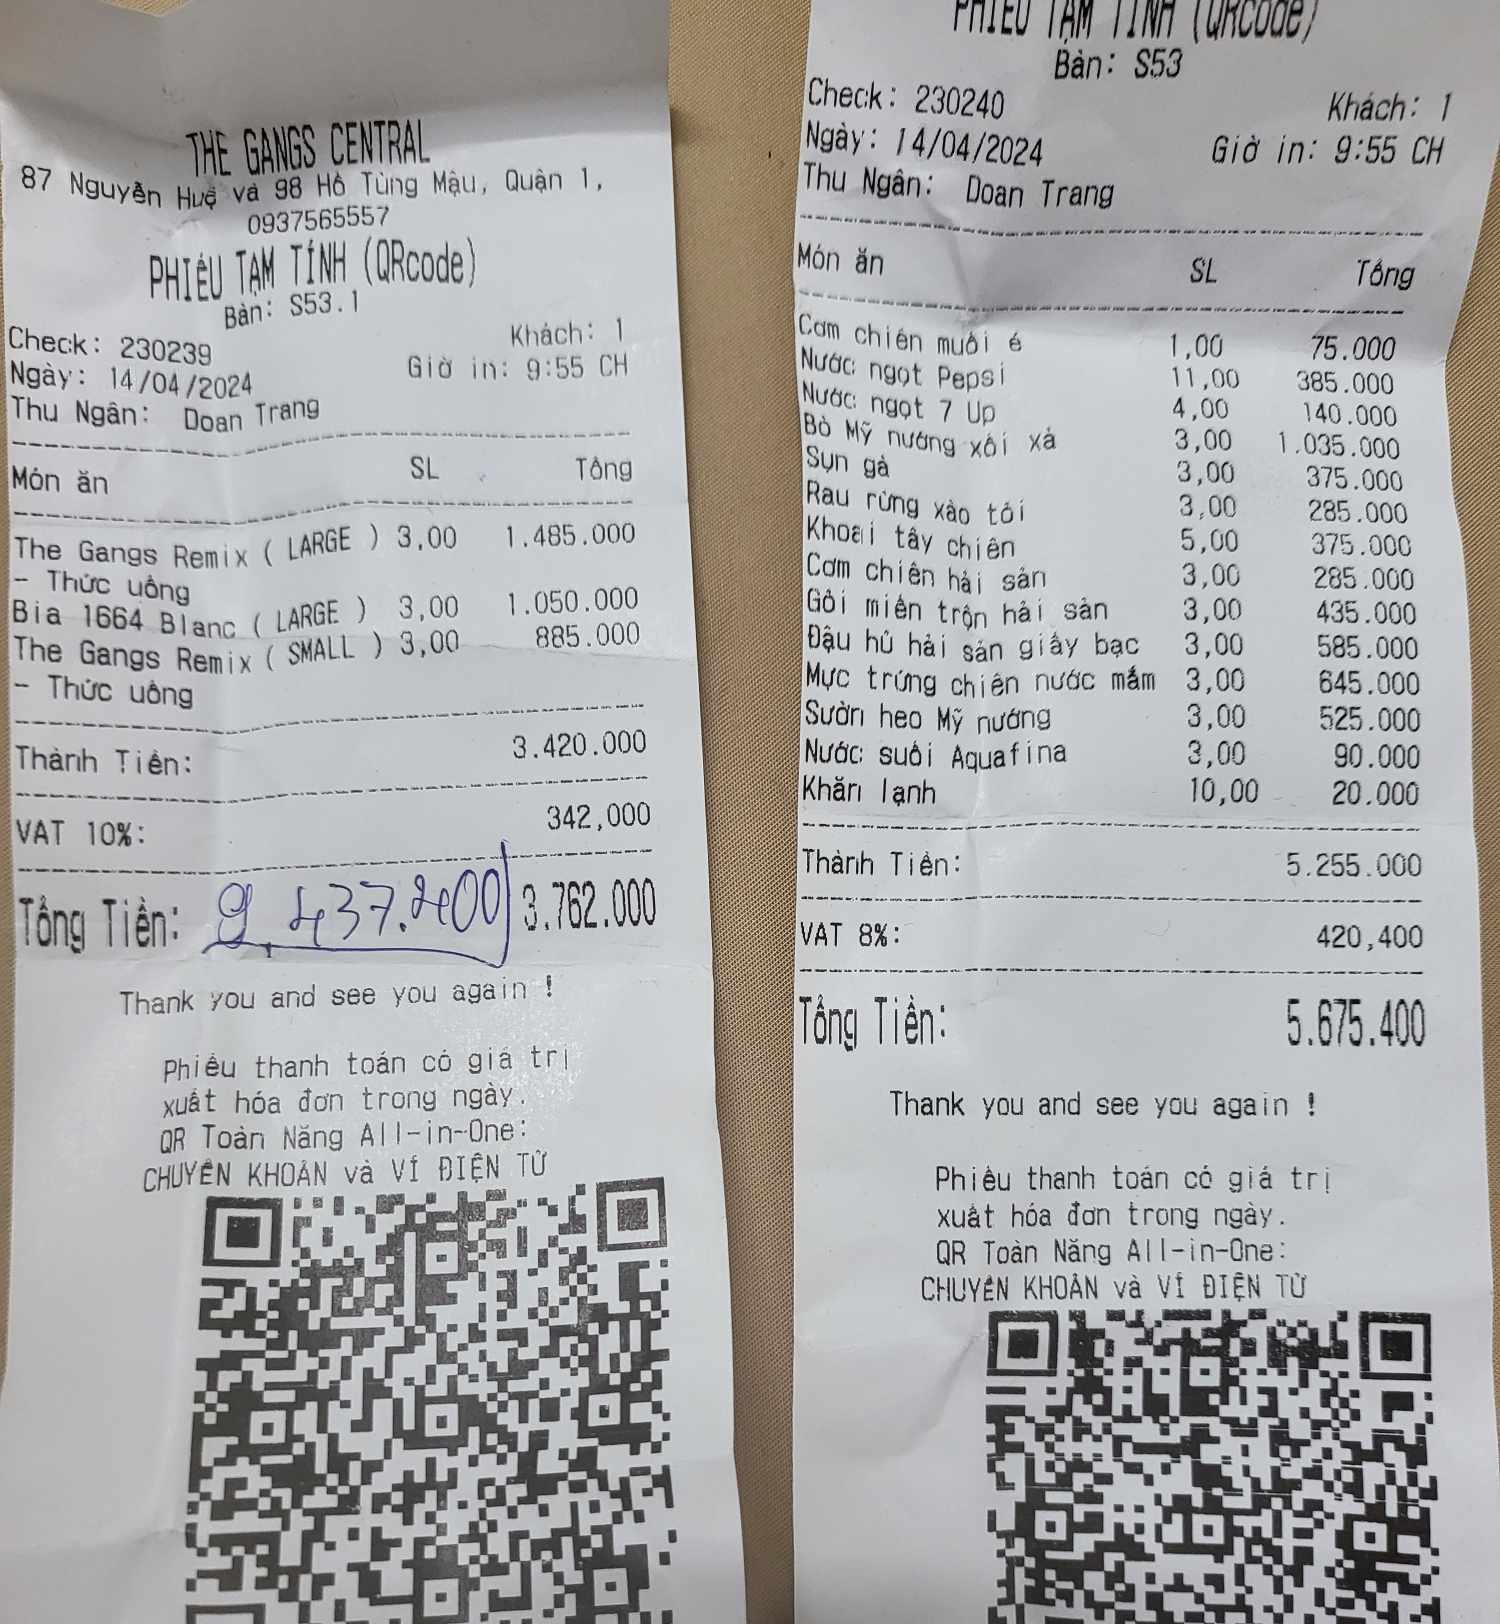 THE GANGS CENTRAL
87 Nguyễn Huệ và 98 Hồ Tùng Mậu, Quận 1,
0937565557
PHIẾU TẠM TÍNH (QRcode)
Bàn: S53.1
Check: 230239 Khách: 1
Ngày: 14/04/2024 Giờ in: 9:55 CH
Thu Ngân: Doan Trang
Món ăn SL Tổng
The Gangs Remix ( LARGE ) 3,00 1.485.000
- Thức uống
Bia 1664 Blanc ( LARGE ) 3,00 1.050.000
The Gangs Remix ( SMALL ) 3,00 885.000
- Thức uống
Thành Tiền: 3.420.000
VAT 10%: 342,000
Tổng Tiền: 9.437.400 3.762.000
Thank you and see you again !
Phiếu thanh toán có giá trị
xuất hóa đơn trong ngày.
QR Toàn Năng All-in-One:
CHUYỂN KHOẢN và VÍ ĐIỆN TỬ
PHIẾU TẠM TÍNH (QRcode)
Bàn: S53
Check: 230240 Khách: 1
Ngày: 14/04/2024 Giờ in: 9:55 CH
Thu Ngân: Doan Trang
Món ăn SL Tổng
Cơm chiên muối é 1,00 75.000
Nước ngọt Pepsi 11,00 385.000
Nước ngọt 7 Up 4,00 140.000
Bò Mỹ nướng xối xả 3,00 1.035.000
Sụn gà 3,00 375.000
Rau rừng xào tỏi 3,00 285.000
Khoai tây chiên 5,00 375.000
Cơm chiên hải sản 3,00 285.000
Gỏi miến trộn hải sản 3,00 435.000
Đậu hủ hải sản giấy bạc 3,00 585.000
Mực trứng chiên nước mắm 3,00 645.000
Sườn heo Mỹ nướng 3,00 525.000
Nước suối Aquafina 3,00 90.000
Khăn lạnh 10,00 20.000
Thành Tiền: 5.255.000
VAT 8%: 420,400
Tổng Tiền: 5.675.400
Thank you and see you again !
Phiếu thanh toán có giá trị
xuất hóa đơn trong ngày.
QR Toàn Năng All-in-One:
CHUYỂN KHOẢN và VÍ ĐIỆN TỬ